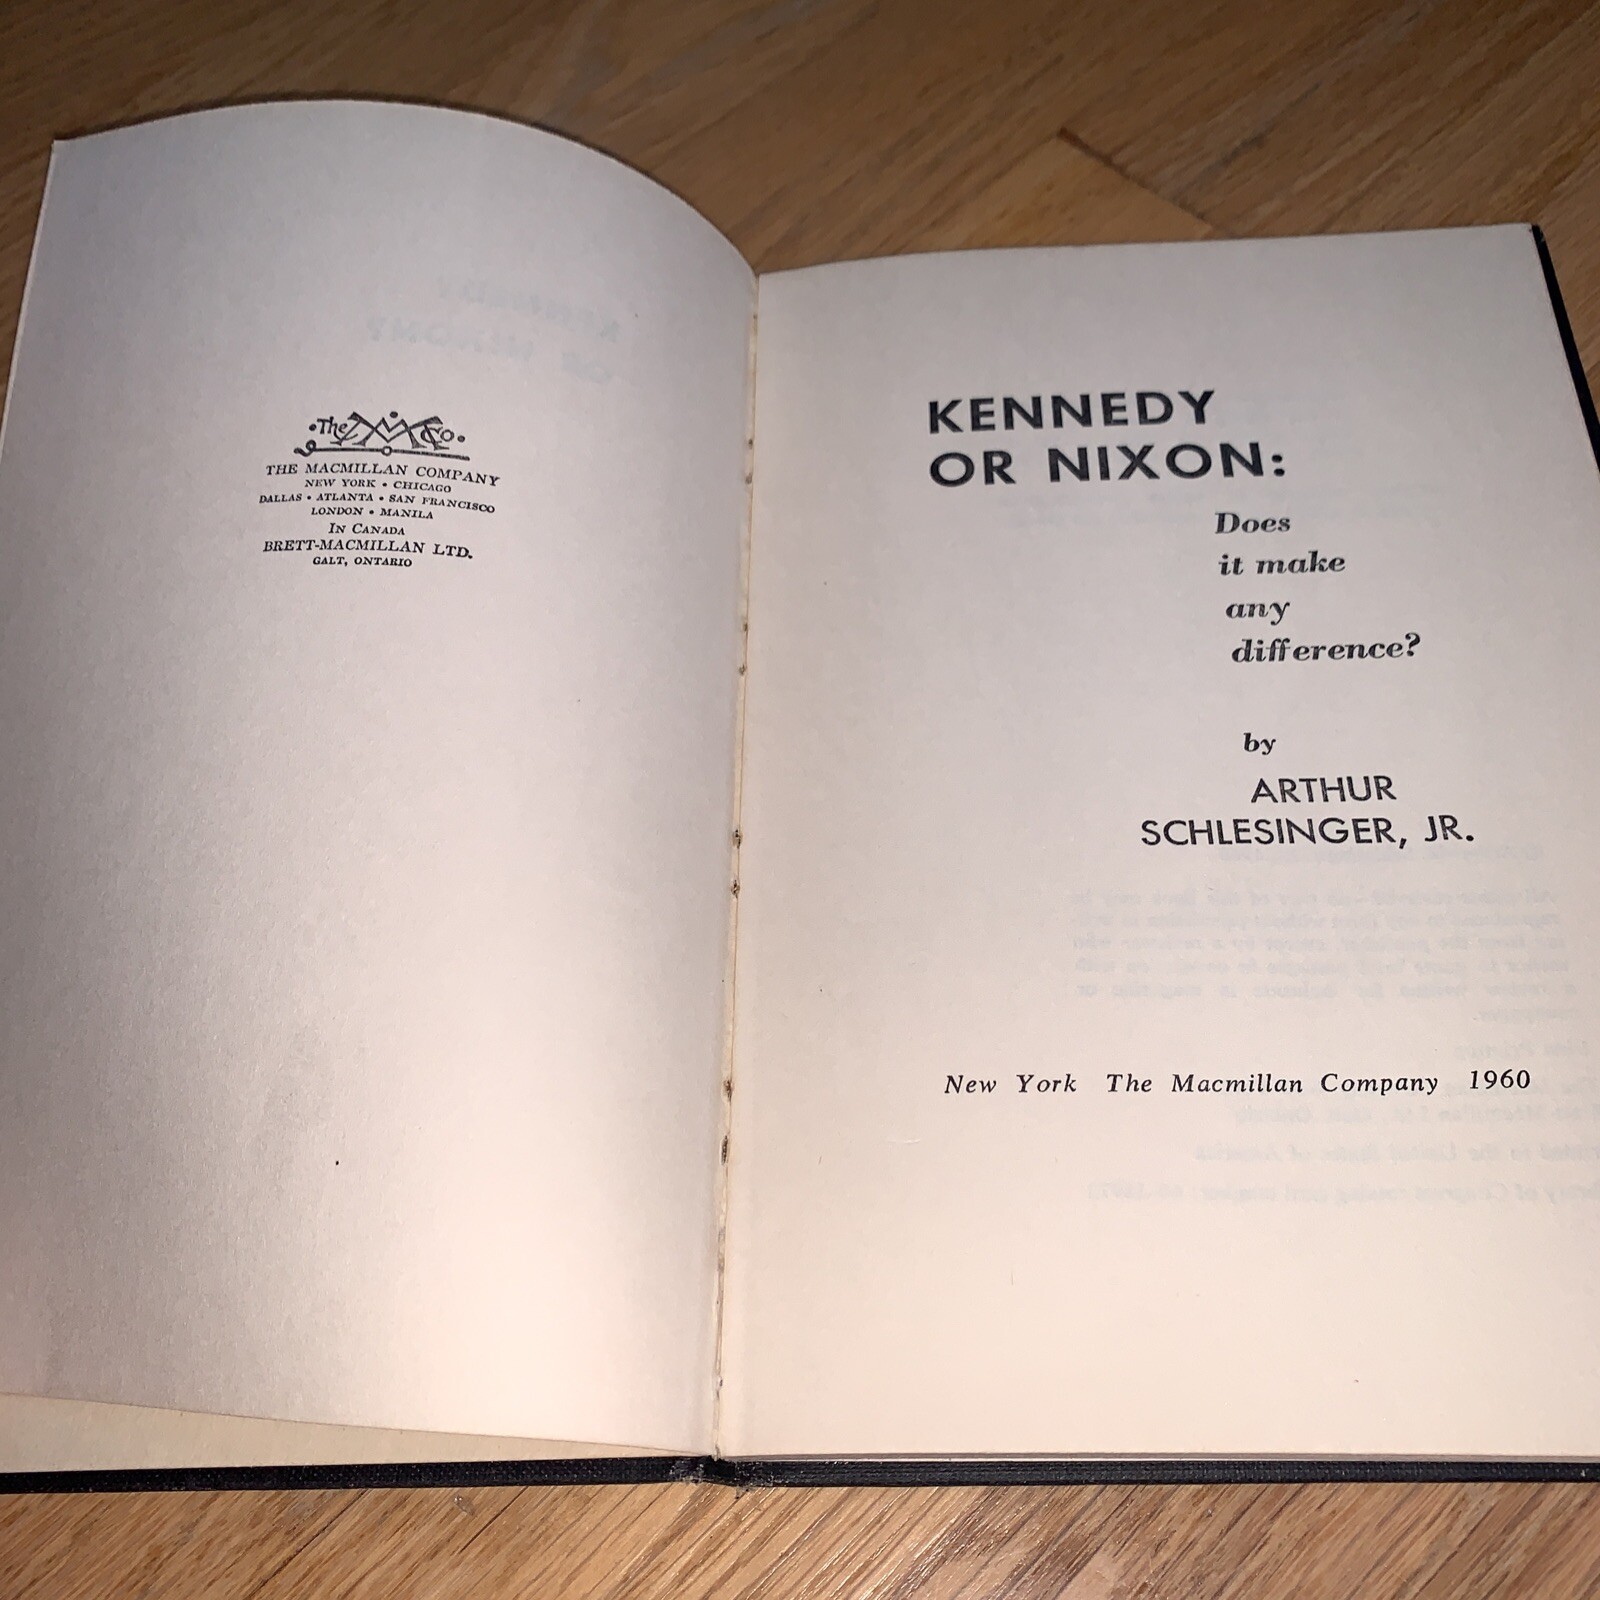 The M Co.
THE MACMILLAN COMPANY
NEW YORK • CHICAGO
DALLAS • ATLANTA • SAN FRANCISCO
LONDON • MANILA
IN CANADA
BRETT-MACMILLAN LTD.
GALT, ONTARIO
KENNEDY
OR NIXON:
Does
it make
any
difference?
by
ARTHUR
SCHLESINGER, JR.
New York The Macmillan Company 1960